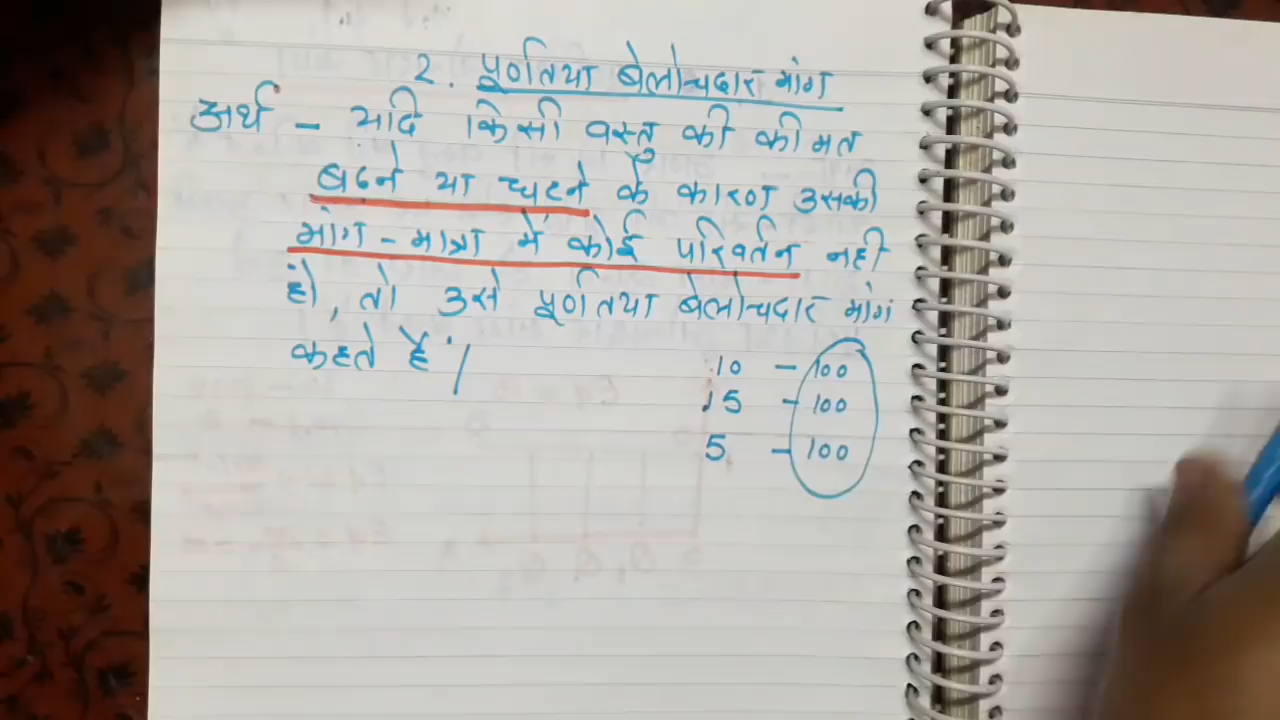 2. पूर्णतया बेलोचदार मांग
अर्थ - यदि किसी वस्तु की कीमत
बढने या घटने के कारण उसकी
मांग - मात्रा में कोई परिवर्तन नही
हो, तो उसे पूर्णतया बेलोचदार मांग
कहते है ।
10 - 100
15 - 100
5 - 100